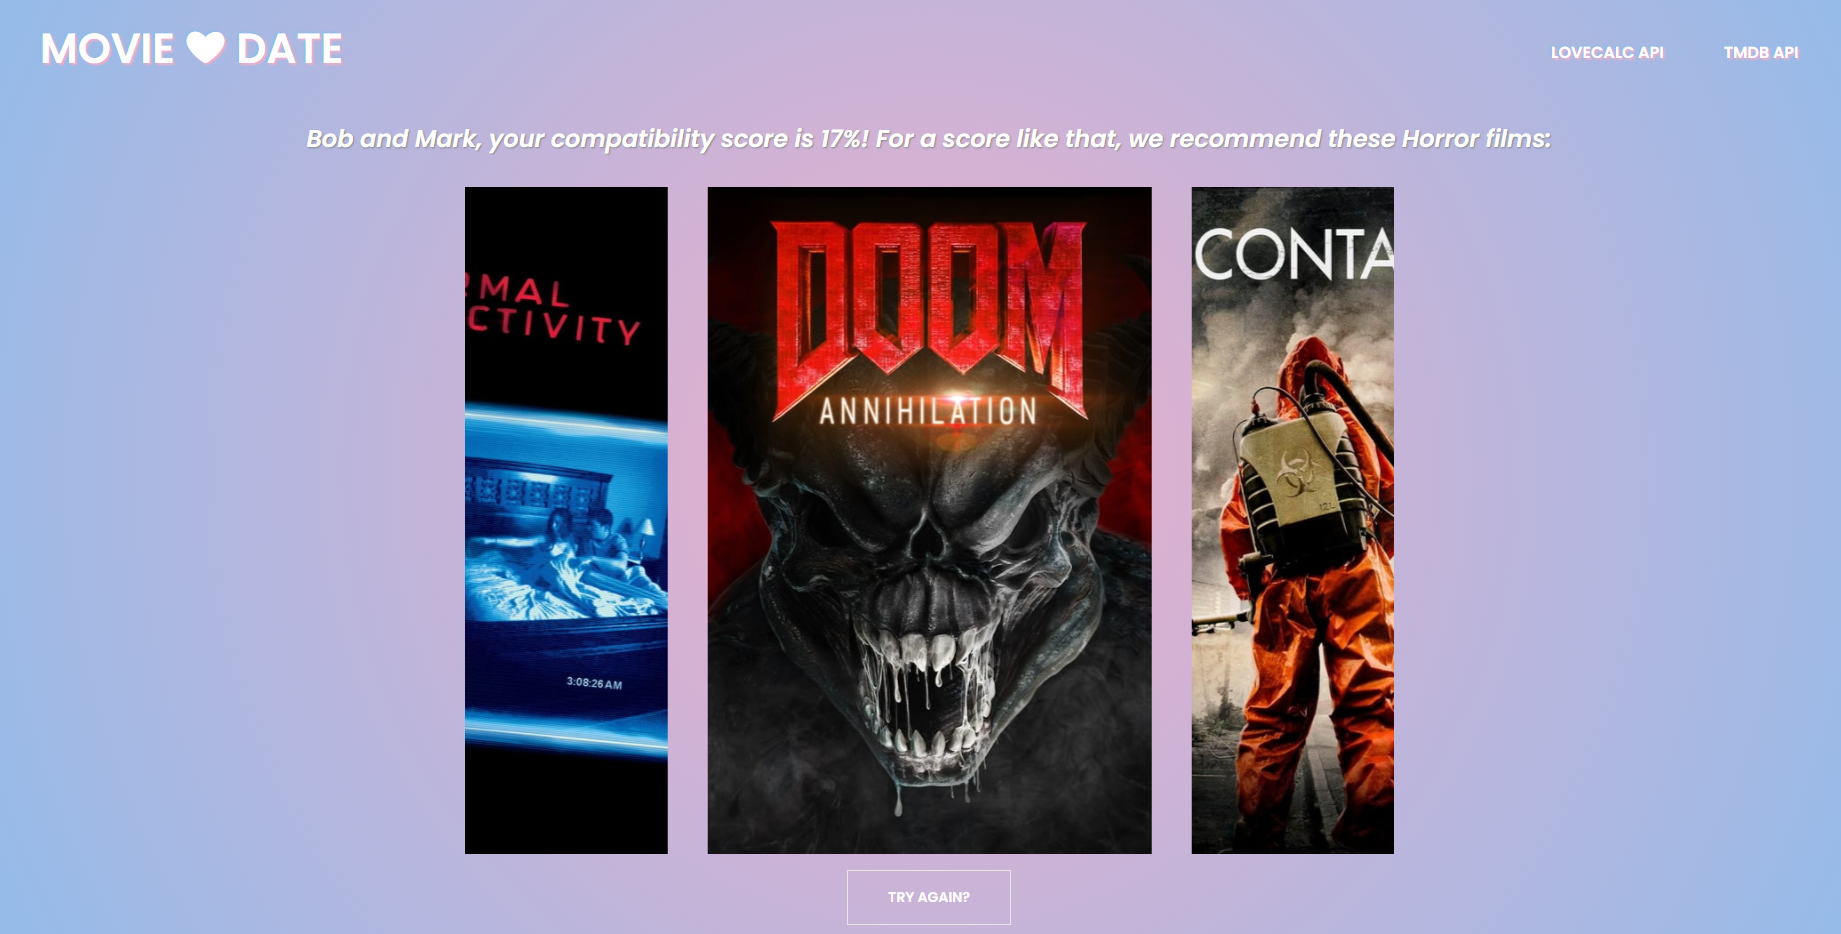 MOVIE DATE
LOVECALC API
TMDB API
Bob and Mark, your compatibility score is 17%! For a score like that, we recommend these Horror films:
RMAL
CTIVITY
3:08:26 AM
DOOM
ANNIHILATION
CONTA
12L
TRY AGAIN?